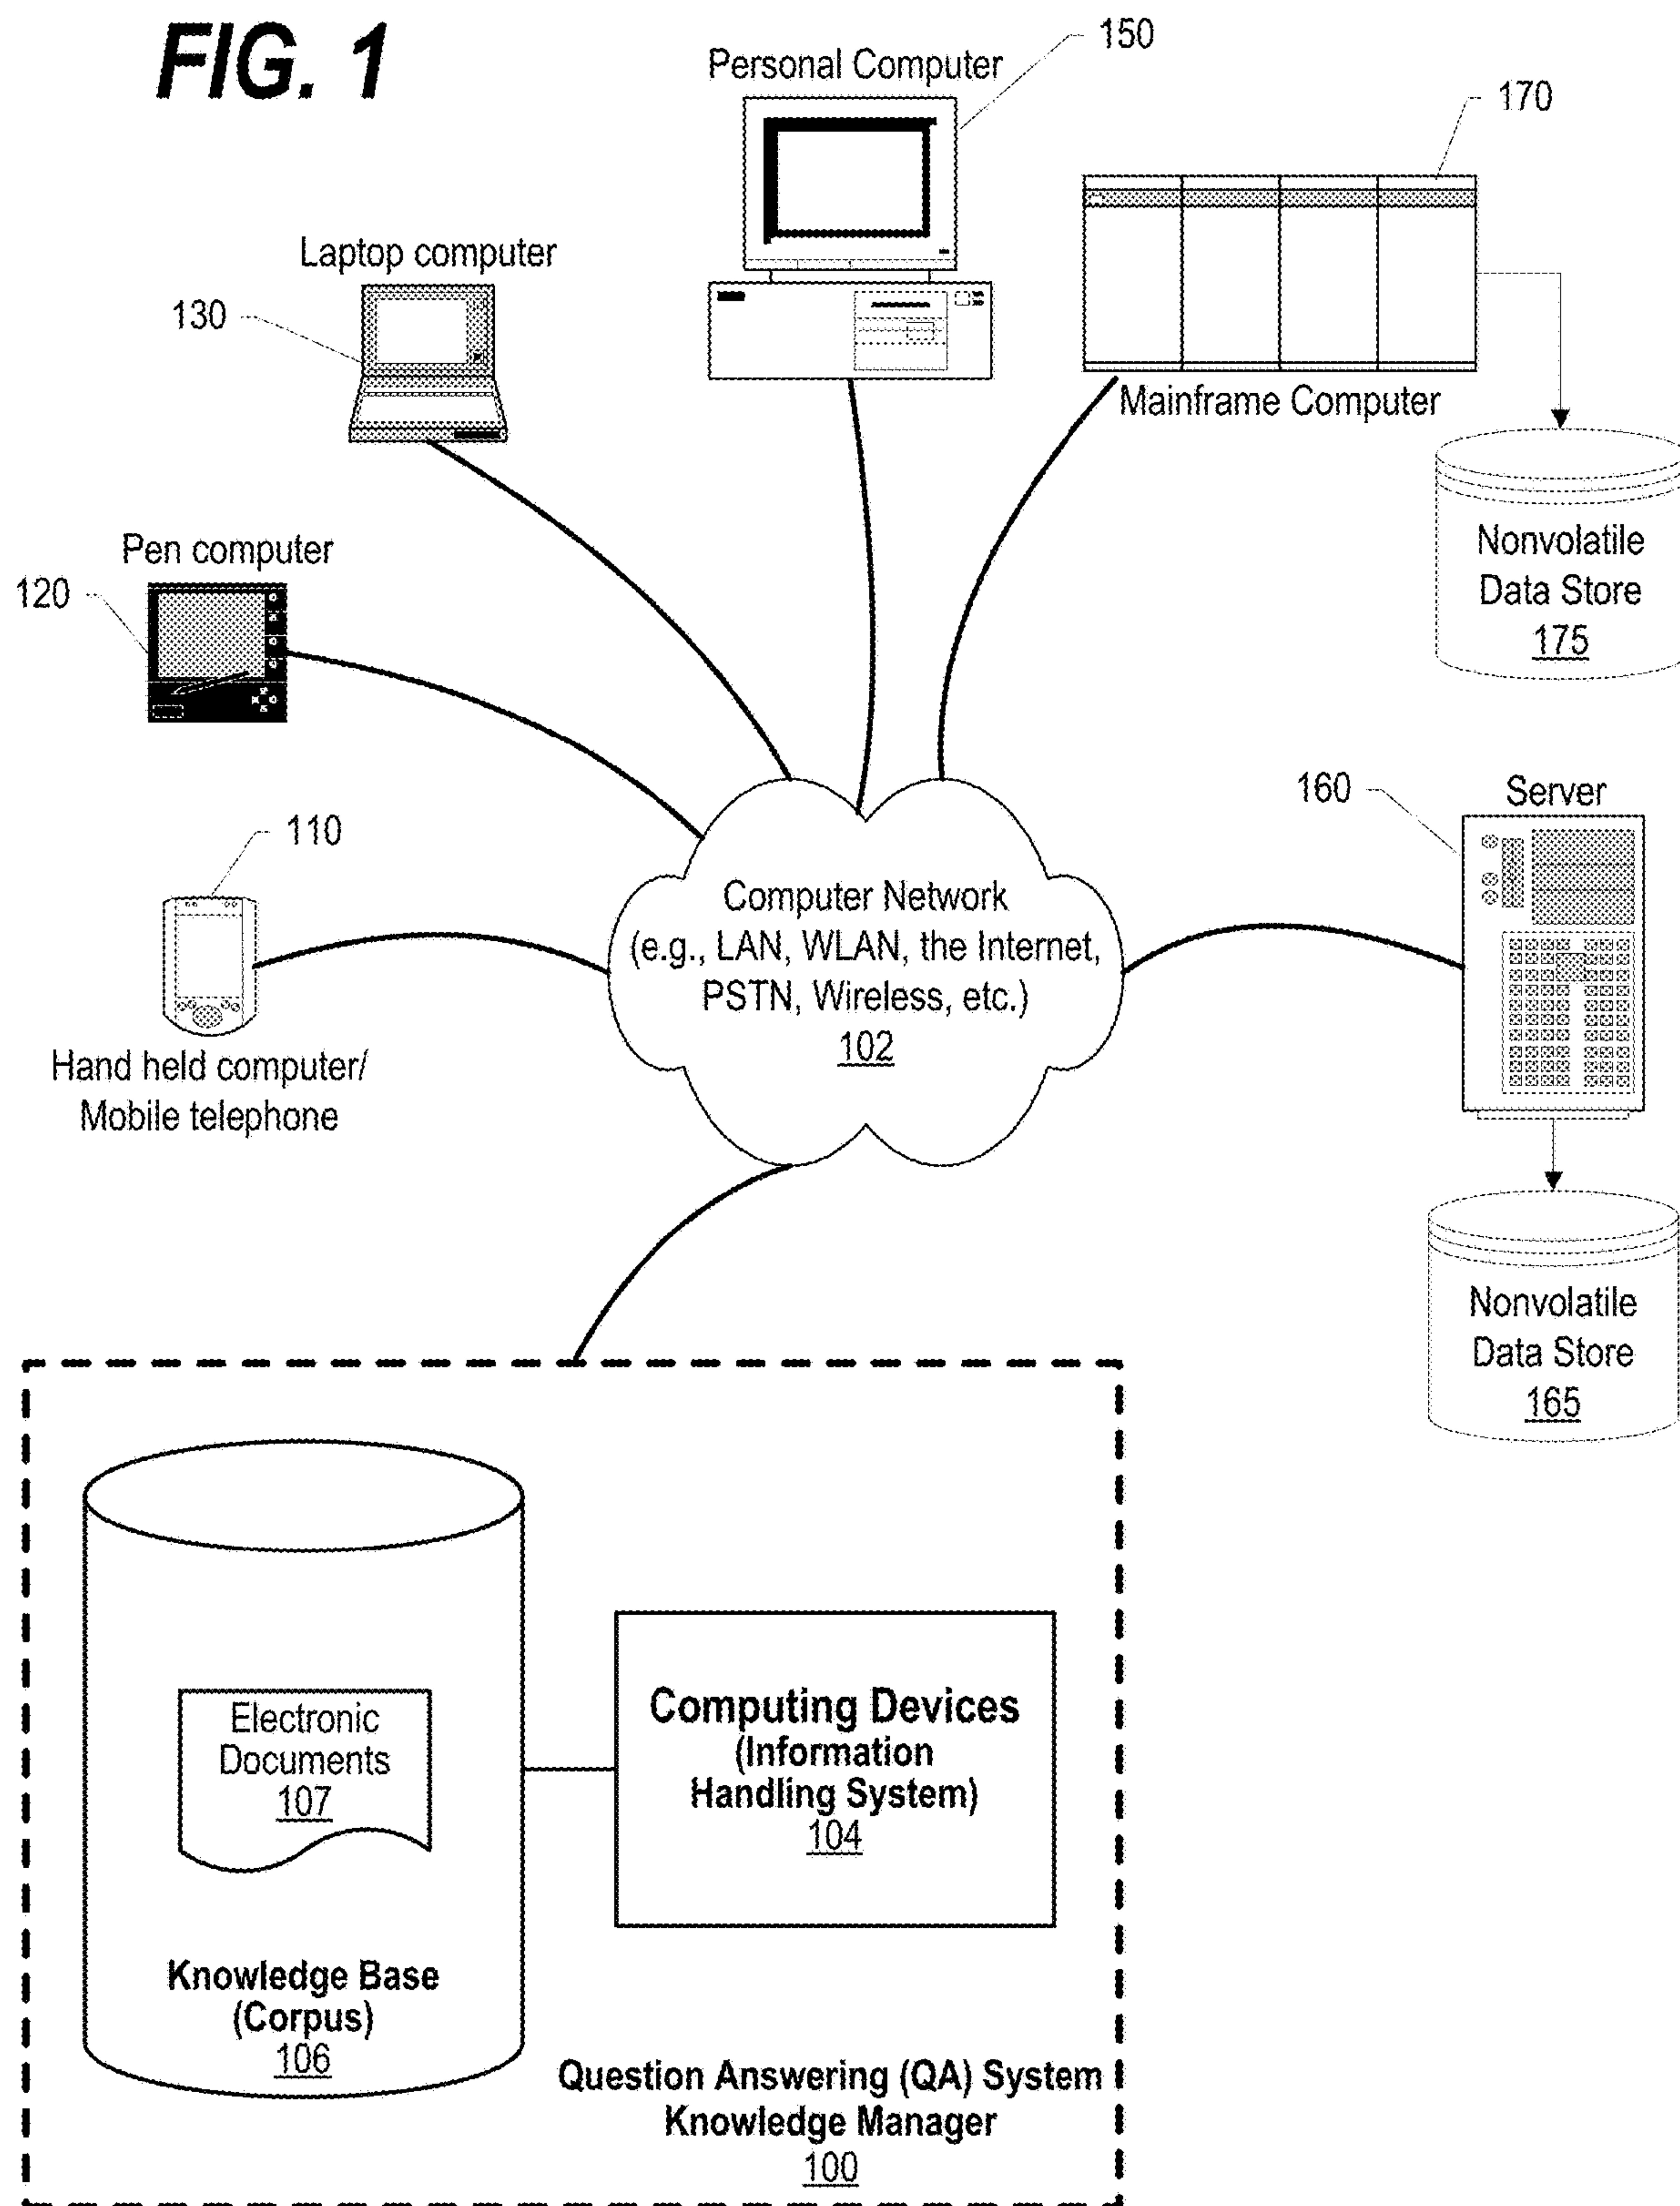 FIG. 1
Personal Computer
150
170
Laptop computer
130
Mainframe Computer
Nonvolatile
Data Store
175
Pen computer
120
160
Server
110
Computer Network
(e.g., LAN, WLAN, the Internet,
PSTN, Wireless, etc.)
102
Hand held computer/
Mobile telephone
Nonvolatile
Data Store
165
Electronic
Documents
107
Computing Devices
(Information
Handling System)
104
Knowledge Base
(Corpus)
106
Question Answering (QA) System
Knowledge Manager
100